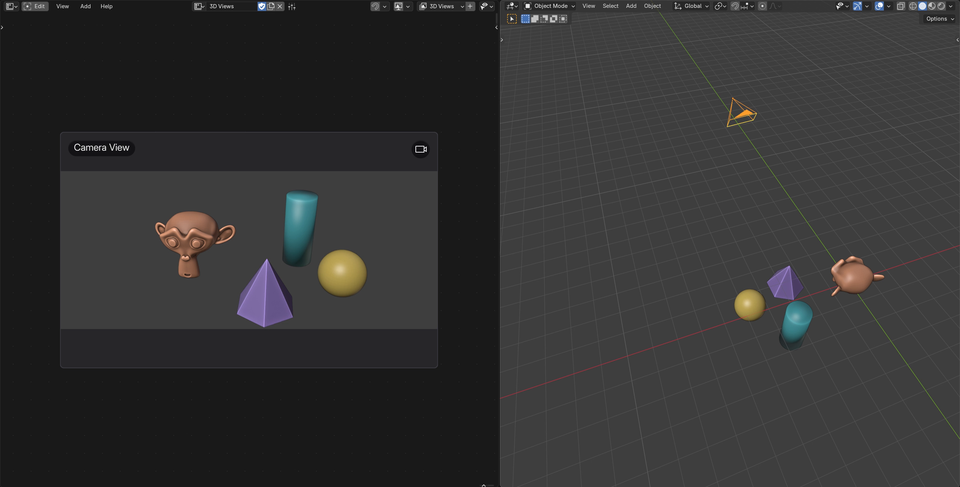 Edit View Add Help 3D Views 3D Views
Object Mode View Select Add Object Global
Options
Camera View